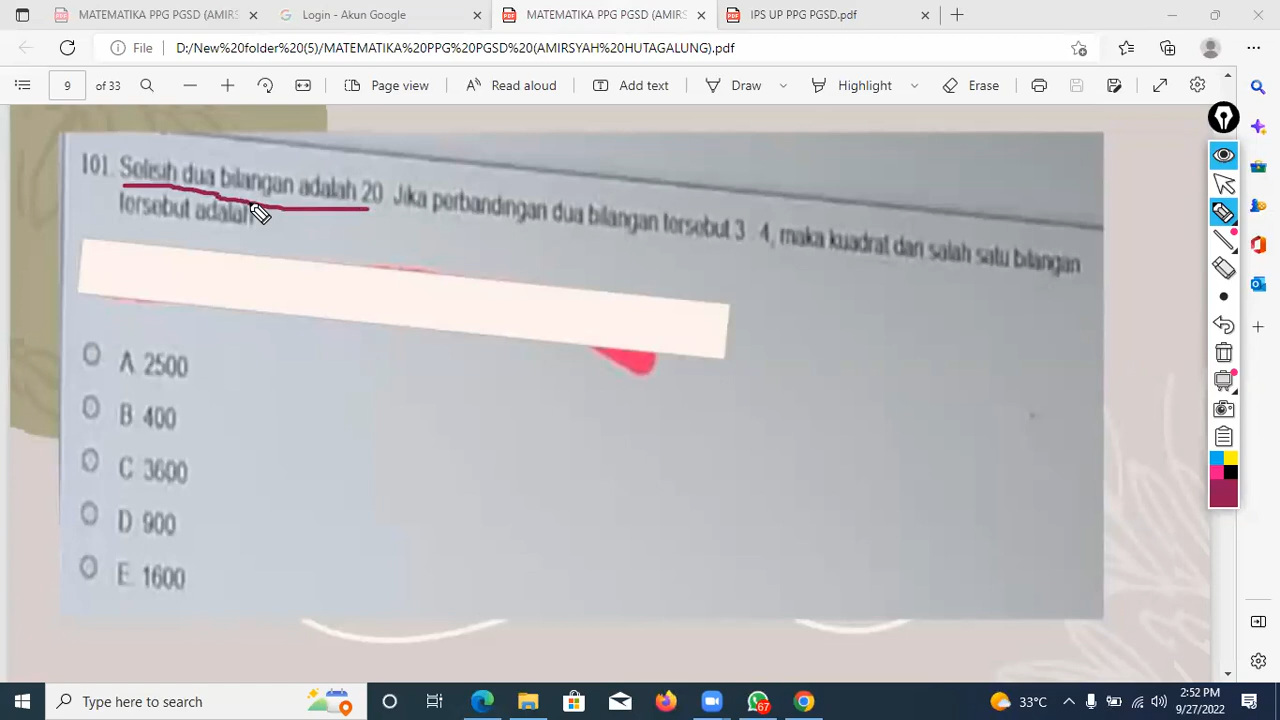 MATEMATIKA PPG PGSD (AMIRS
Login - Akun Google
MATEMATIKA PPG PGSD (AMIRS
IPS UP PPG PGSD.pdf
File
D:/New%20folder%20(5)/MATEMATIKA%20PPG%20PGSD%20(AMIRSYAH%20HUTAGALUNG).pdf
9 of 33
Page view
Read aloud
Add text
Draw
Highlight
Erase
101. Selisih dua bilangan adalah 20 Jika perbandingan dua bilangan tersebut 3 4, maka kuadrat dari salah satu bilangan
tersebut adalah
A 2500
B 400
C 3600
D 900
E 1600
Type here to search
67
33°C
2:52 PM
9/27/2022